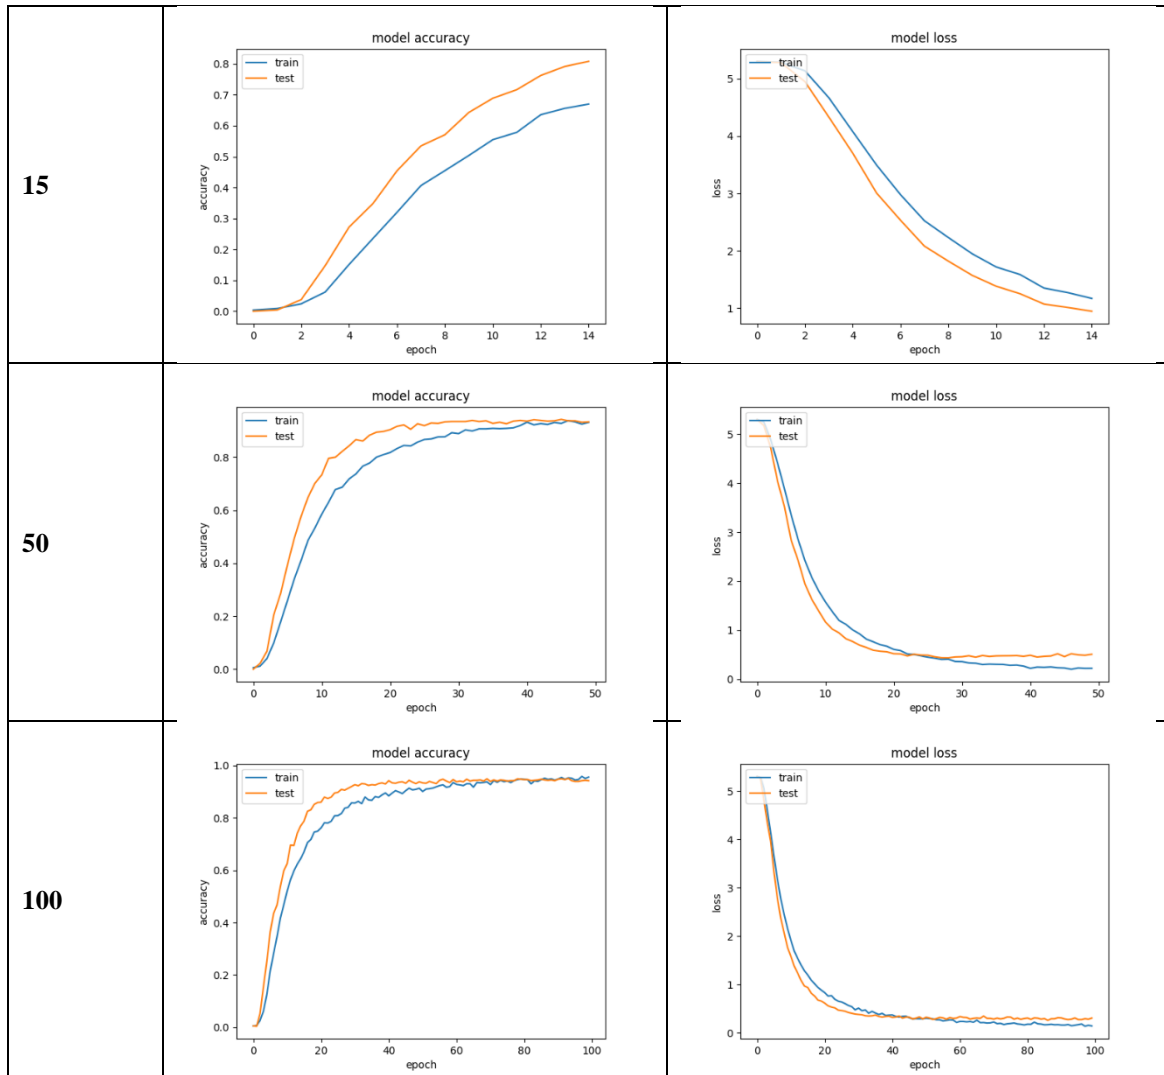 15
model accuracy
train
test
0.8
0.7
0.6
0.5
0.4
0.3
0.2
0.1
0.0
accuracy
0 2 4 6 8 10 12 14
epoch
model loss
train
test
5
4
3
2
1
loss
0 2 4 6 8 10 12 14
epoch
50
model accuracy
train
test
0.8
0.6
0.4
0.2
0.0
accuracy
0 10 20 30 40 50
epoch
model loss
train
test
5
4
3
2
1
0
loss
0 10 20 30 40 50
epoch
100
model accuracy
train
test
1.0
0.8
0.6
0.4
0.2
0.0
accuracy
0 20 40 60 80 100
epoch
model loss
train
test
5
4
3
2
1
0
loss
0 20 40 60 80 100
epoch